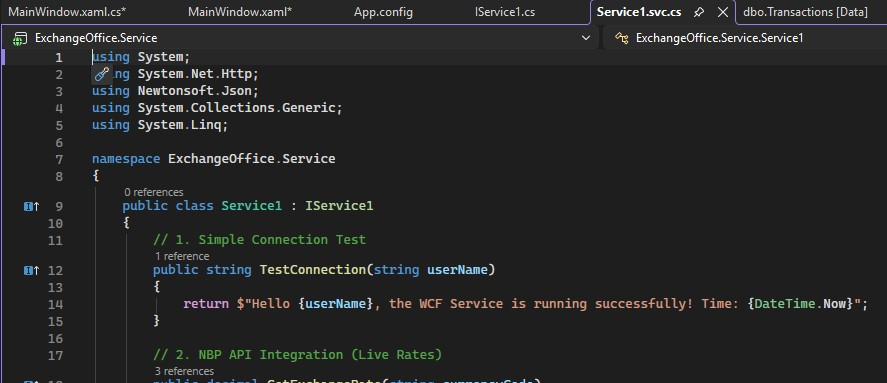 MainWindow.xaml.cs* MainWindow.xaml* App.config IService1.cs Service1.svc.cs dbo.Transactions [Data]
ExchangeOffice.Service ExchangeOffice.Service.Service1
1 using System;
2 ng System.Net.Http;
3 using Newtonsoft.Json;
4 using System.Collections.Generic;
5 using System.Linq;
6
7 namespace ExchangeOffice.Service
8 {
0 references
9 public class Service1 : IService1
10 {
11 // 1. Simple Connection Test
1 reference
12 public string TestConnection(string userName)
13 {
14 return $"Hello {userName}, the WCF Service is running successfully! Time: {DateTime.Now}";
15 }
16
17 // 2. NBP API Integration (Live Rates)
3 references
18 public decimal GetExchangeRate(string currencyCode)